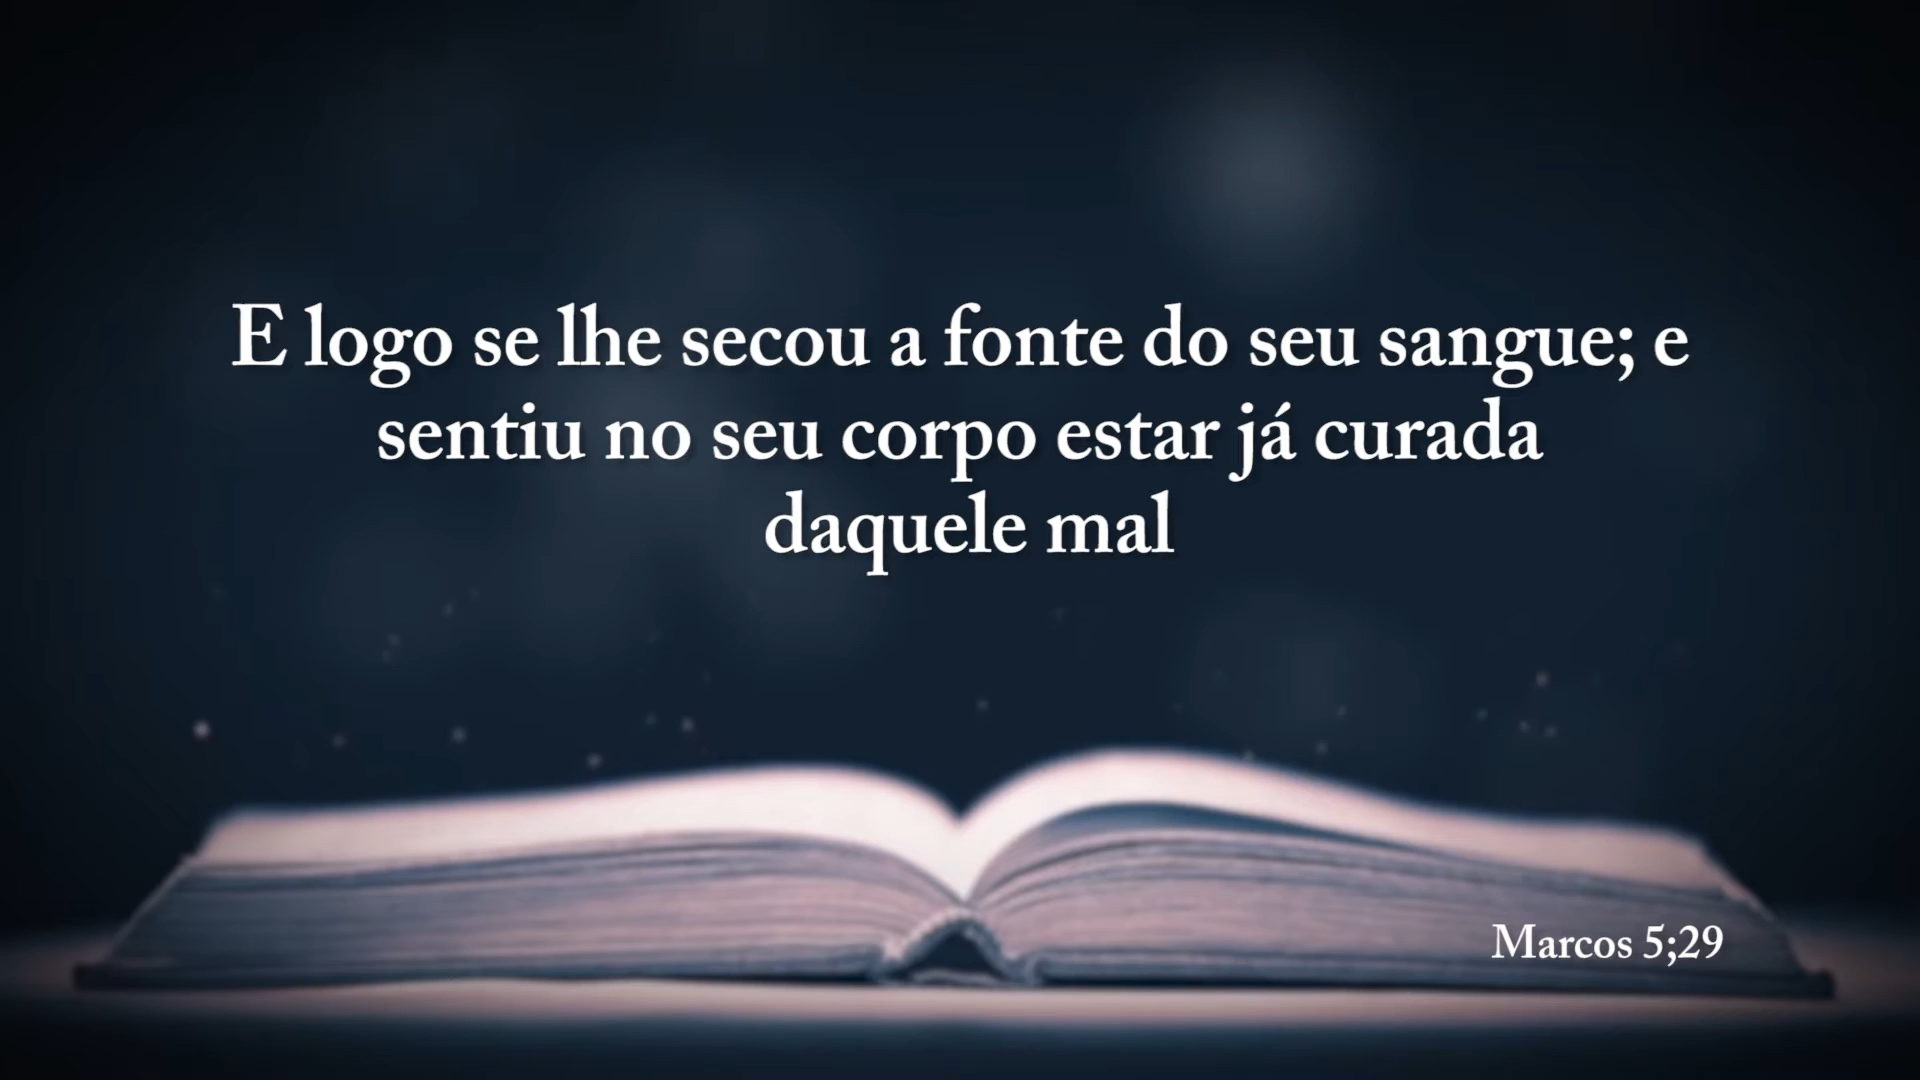 E logo se lhe secou a fonte do seu sangue; e
sentiu no seu corpo estar já curada
daquele mal
Marcos 5;29